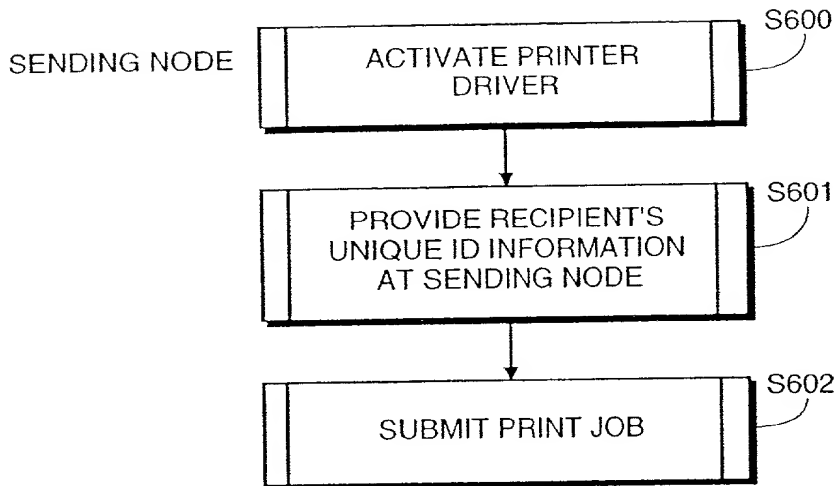 S600
SENDING NODE
ACTIVATE PRINTER
DRIVER
S601
PROVIDE RECIPIENT'S
UNIQUE ID INFORMATION
AT SENDING NODE
S602
SUBMIT PRINT JOB